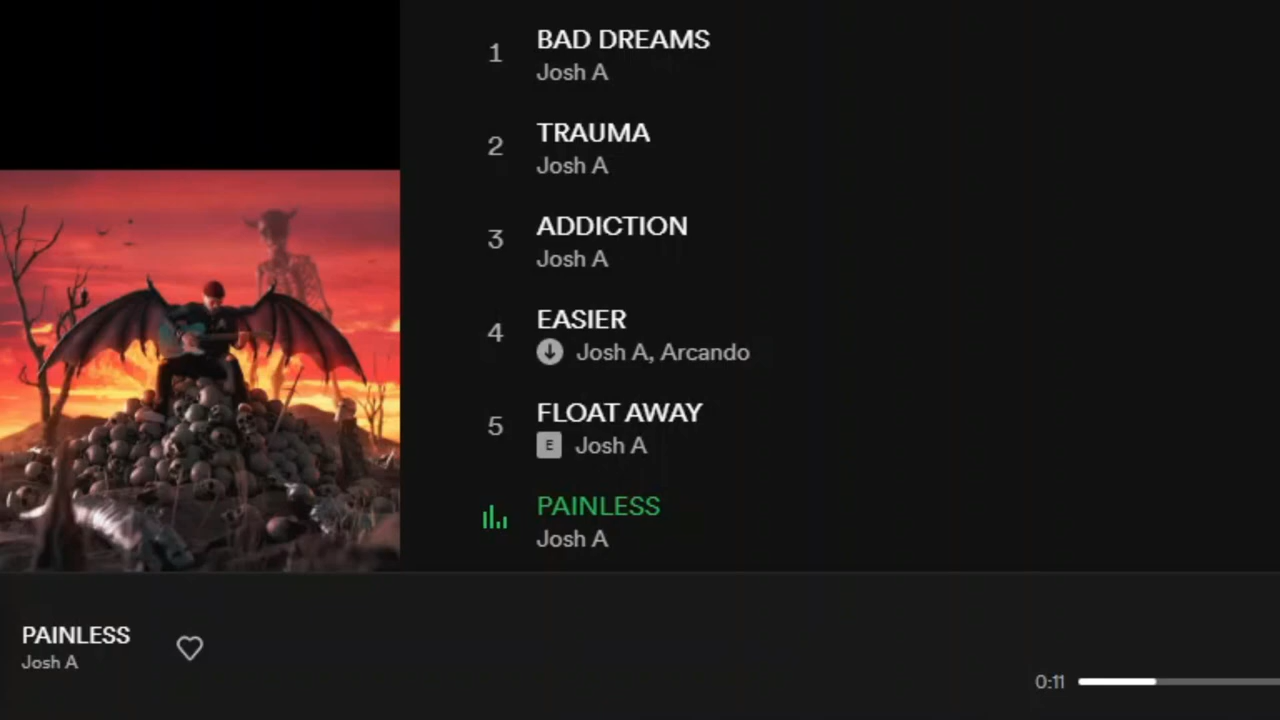 1
BAD DREAMS
Josh A
2
TRAUMA
Josh A
3
ADDICTION
Josh A
4
EASIER
Josh A, Arcando
5
FLOAT AWAY
E Josh A
PAINLESS
Josh A
PAINLESS
Josh A
0:11